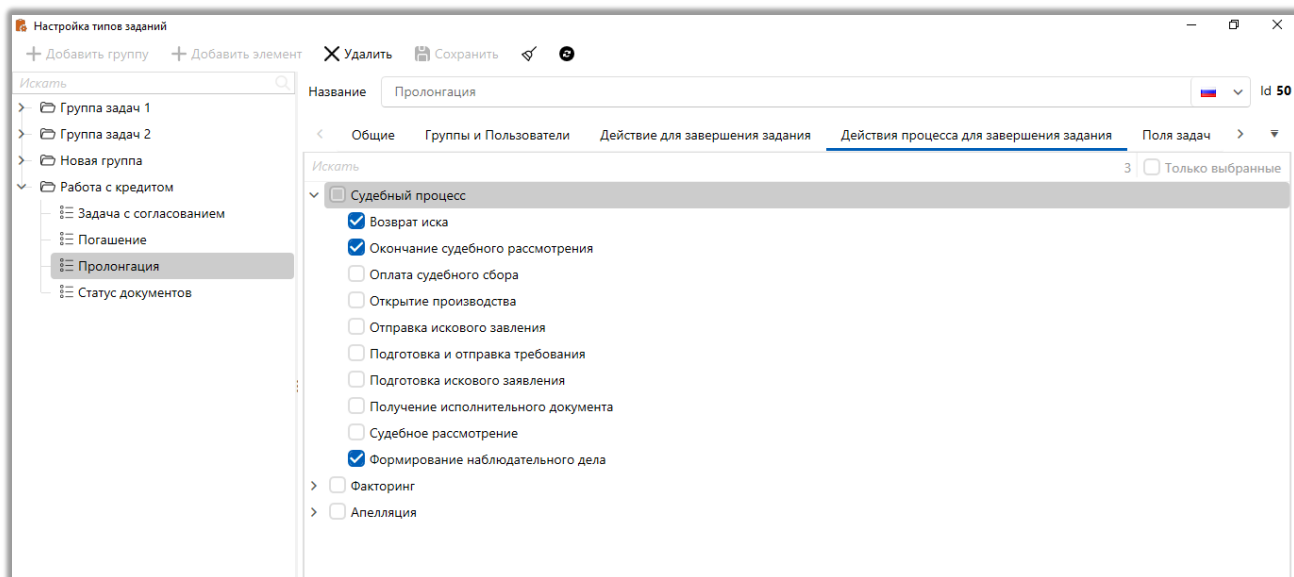 Настройка типов заданий
Добавить группу Добавить элемент Удалить Сохранить
Искать
Группа задач 1
Группа задач 2
Новая группа
Работа с кредитом
Задача с согласованием
Погашение
Пролонгация
Статус документов
Название Пролонгация Id 50
Общие Группы и Пользователи Действие для завершения задания Действия процесса для завершения задания Поля задач
Искать 3 Только выбранные
Судебный процесс
Возврат иска
Окончание судебного рассмотрения
Оплата судебного сбора
Открытие производства
Отправка искового завления
Подготовка и отправка требования
Подготовка искового заявления
Получение исполнительного документа
Судебное рассмотрение
Формирование наблюдательного дела
Факторинг
Апелляция